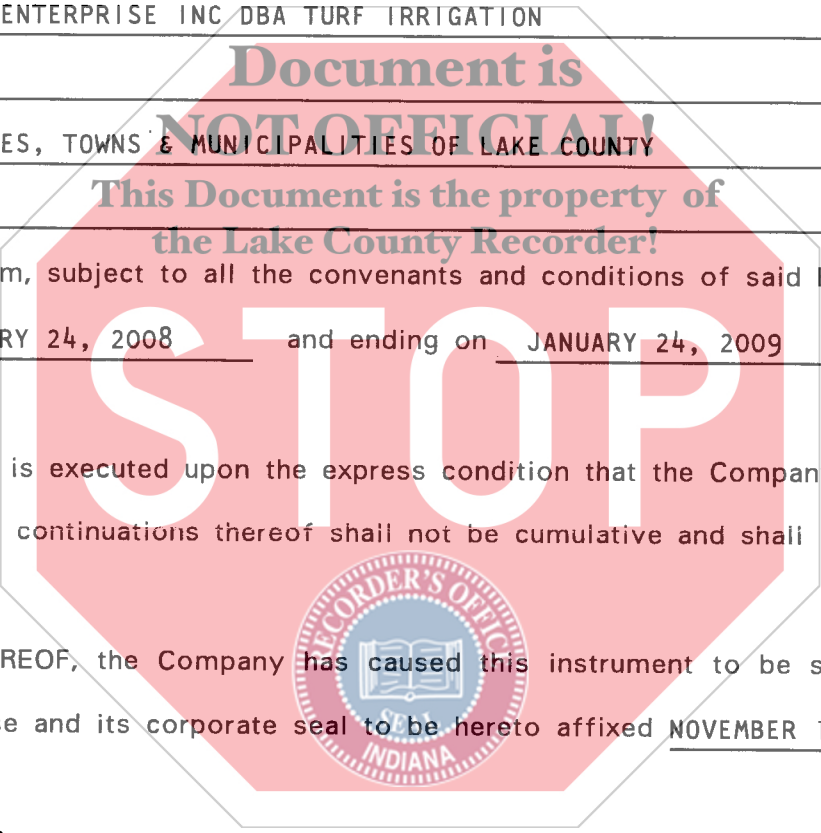 ENTERPRISE INC DBA TURF IRRIGATION
Document is
NOT OFFICIAL!
ES, TOWNS & MUNICIPALITIES OF LAKE COUNTY
This Document is the property of
the Lake County Recorder!
m, subject to all the convenants and conditions of said
RY 24, 2008 and ending on JANUARY 24, 2009
STOP
is executed upon the express condition that the Compan
continuations thereof shall not be cumulative and shall
RECORDER'S OFFICE
REOF, the Company has caused this instrument to be s
SEAL
se and its corporate seal to be hereto affixed NOVEMBER
INDIANA